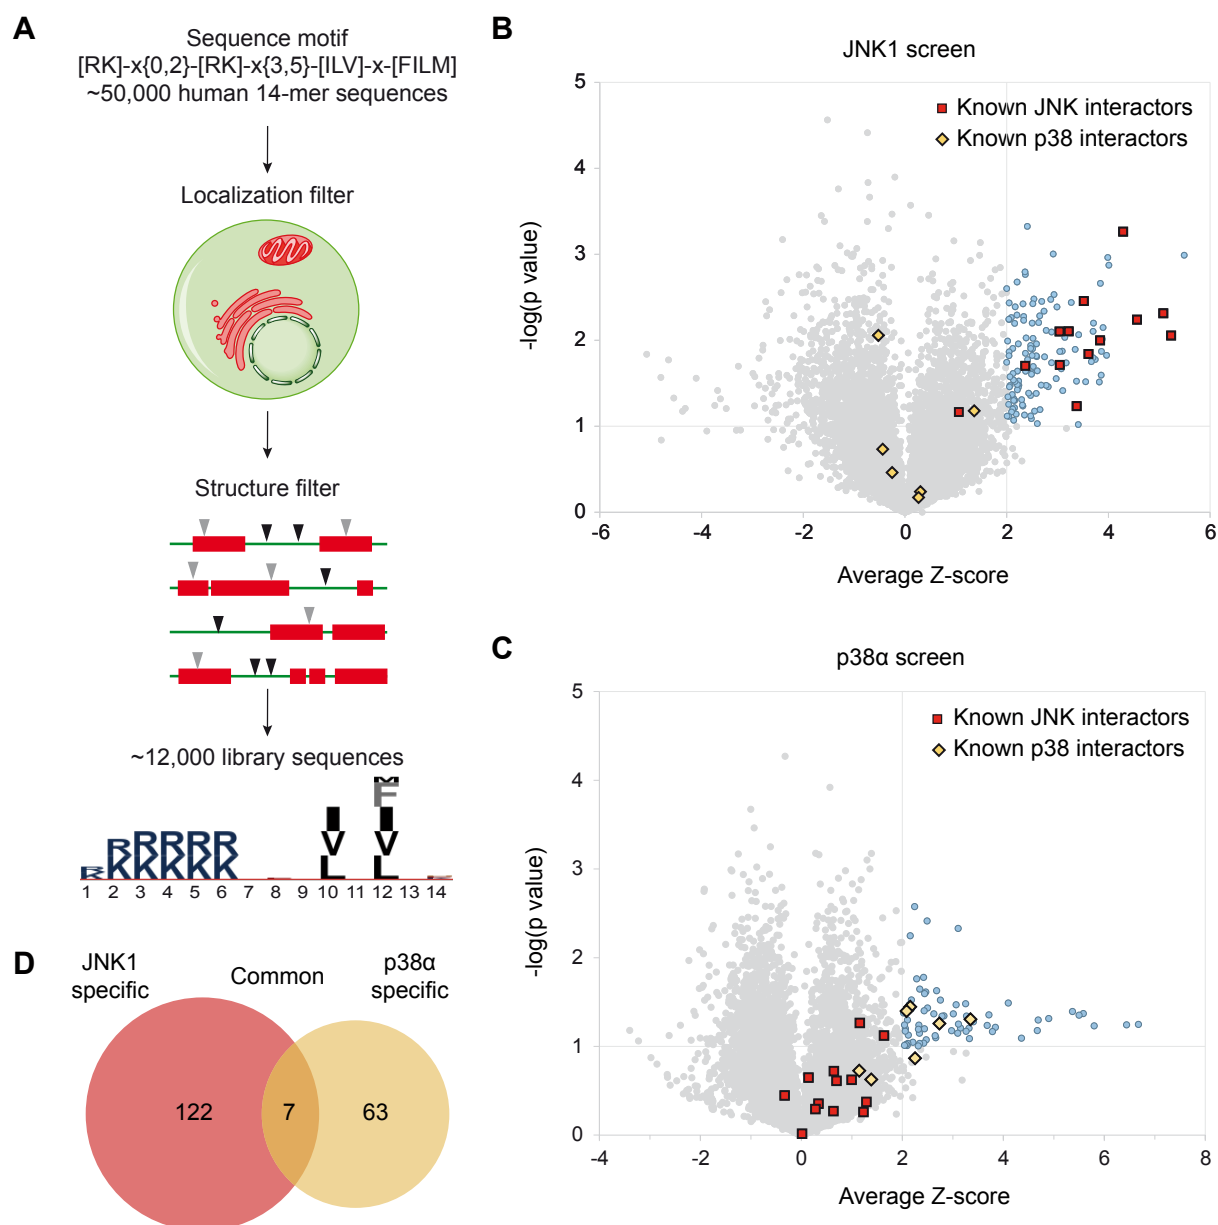 A
Sequence motif
[RK]-x{0,2}-[RK]-x{3,5}-[ILV]-x-[FILM]
~50,000 human 14-mer sequences
Localization filter
Structure filter
~12,000 library sequences
R R R R R R I M F I
K K K K K K V V
L L
1 2 3 4 5 6 7 8 9 10 11 12 13 14
B
JNK1 screen
Known JNK interactors
Known p38 interactors
5
4
3
2
1
0
-log(p value)
-6 -4 -2 0 2 4 6
Average Z-score
C
p38α screen
Known JNK interactors
Known p38 interactors
5
4
3
2
1
0
-log(p value)
-4 -2 0 2 4 6 8
Average Z-score
D
JNK1 specific
Common
p38α specific
122
7
63